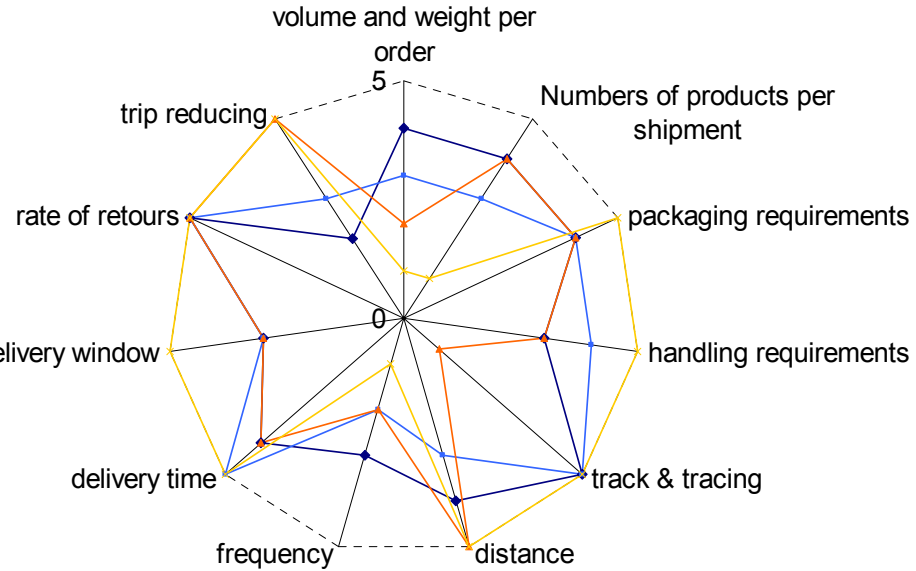 volume and weight per
order
5
Numbers of products per
shipment
trip reducing
rate of retours
packaging requirements
0
elivery window
handling requirements
delivery time
track & tracing
frequency
distance